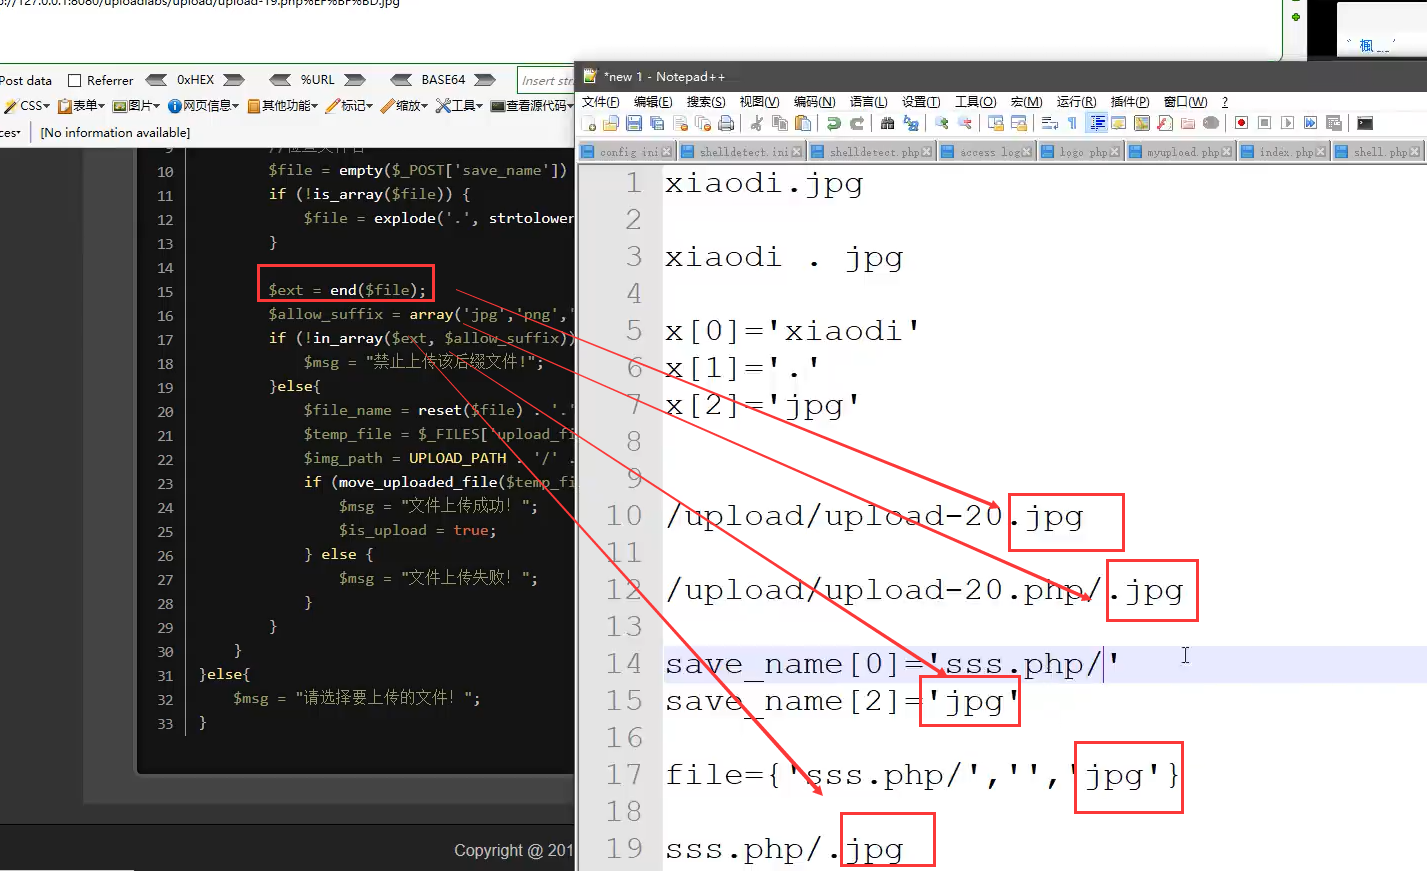 ://127.0.0.1:8080/uploadlabs/upload/upload-19.php%EF%BF%BD.jpg
Post data Referrer 0xHEX %URL BASE64 Insert str
CSS 表单 图片 网页信息 其他功能 标记 缩放 工具 查看源代码
ces [No information available]
10 $file = empty($_POST['save_name'])
11 if (!is_array($file)) {
12 $file = explode('.', strtolower
13 }
14
15 $ext = end($file);
16 $allow_suffix = array('jpg','png','
17 if (!in_array($ext, $allow_suffix))
18 $msg = "禁止上传该后缀文件!";
19 }else{
20 $file_name = reset($file) . '.'
21 $temp_file = $_FILES['upload_fi
22 $img_path = UPLOAD_PATH . '/' .
23 if (move_uploaded_file($temp_fi
24 $msg = "文件上传成功！";
25 $is_upload = true;
26 } else {
27 $msg = "文件上传失败！";
28 }
29 }
30 }
31 }else{
32 $msg = "请选择要上传的文件！";
33 }
Copyright @ 201
*new 1 - Notepad++
文件(F) 编辑(E) 搜索(S) 视图(V) 编码(N) 语言(L) 设置(T) 工具(O) 宏(M) 运行(R) 插件(P) 窗口(W) ?
config.ini shelldetect.ini shelldetect.php access_log logo.php myupload.php index.php shell.php
1 xiaodi.jpg
2
3 xiaodi . jpg
4
5 x[0]='xiaodi'
6 x[1]='.'
7 x[2]='jpg'
8
9
10 /upload/upload-20.jpg
11
12 /upload/upload-20.php/.jpg
13
14 save_name[0]='sss.php/'
15 save_name[2]='jpg'
16
17 file={'sss.php/','','jpg'}
18
19 sss.php/.jpg